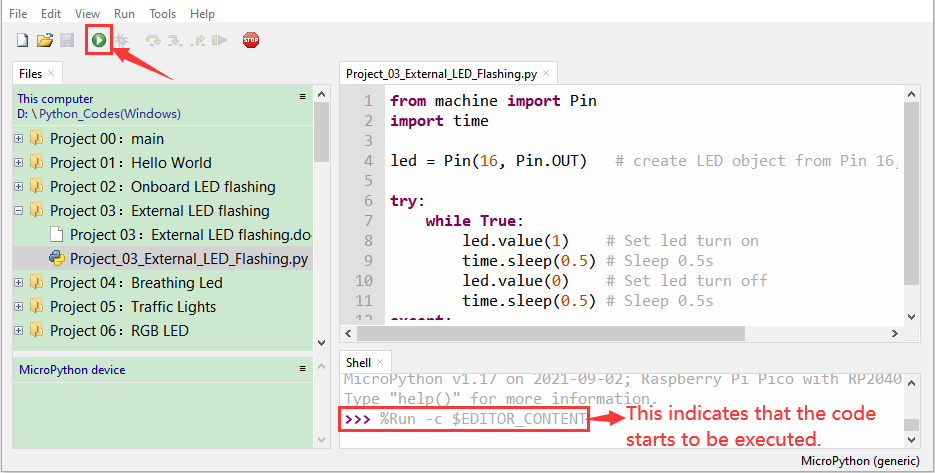 File Edit View Run Tools Help
STOP
Files ×
This computer ≡
D: \ Python_Codes(Windows)
Project 00：main
Project 01：Hello World
Project 02：Onboard LED flashing
Project 03：External LED flashing
Project 03：External LED flashing.do
Project_03_External_LED_Flashing.py
Project 04：Breathing Led
Project 05：Traffic Lights
Project 06：RGB LED
MicroPython device ≡
Project_03_External_LED_Flashing.py ×
1 from machine import Pin
2 import time
3
4 led = Pin(16, Pin.OUT)   # create LED object from Pin 16,
5
6 try:
7     while True:
8         led.value(1)    # Set led turn on
9         time.sleep(0.5) # Sleep 0.5s
10         led.value(0)    # Set led turn off
11         time.sleep(0.5) # Sleep 0.5s
12 except:
Shell ×
MicroPython v1.17 on 2021-09-02; Raspberry Pi Pico with RP2040
Type "help()" for more information.
>>> %Run -c $EDITOR_CONTENT
This indicates that the code
starts to be executed.
MicroPython (generic)